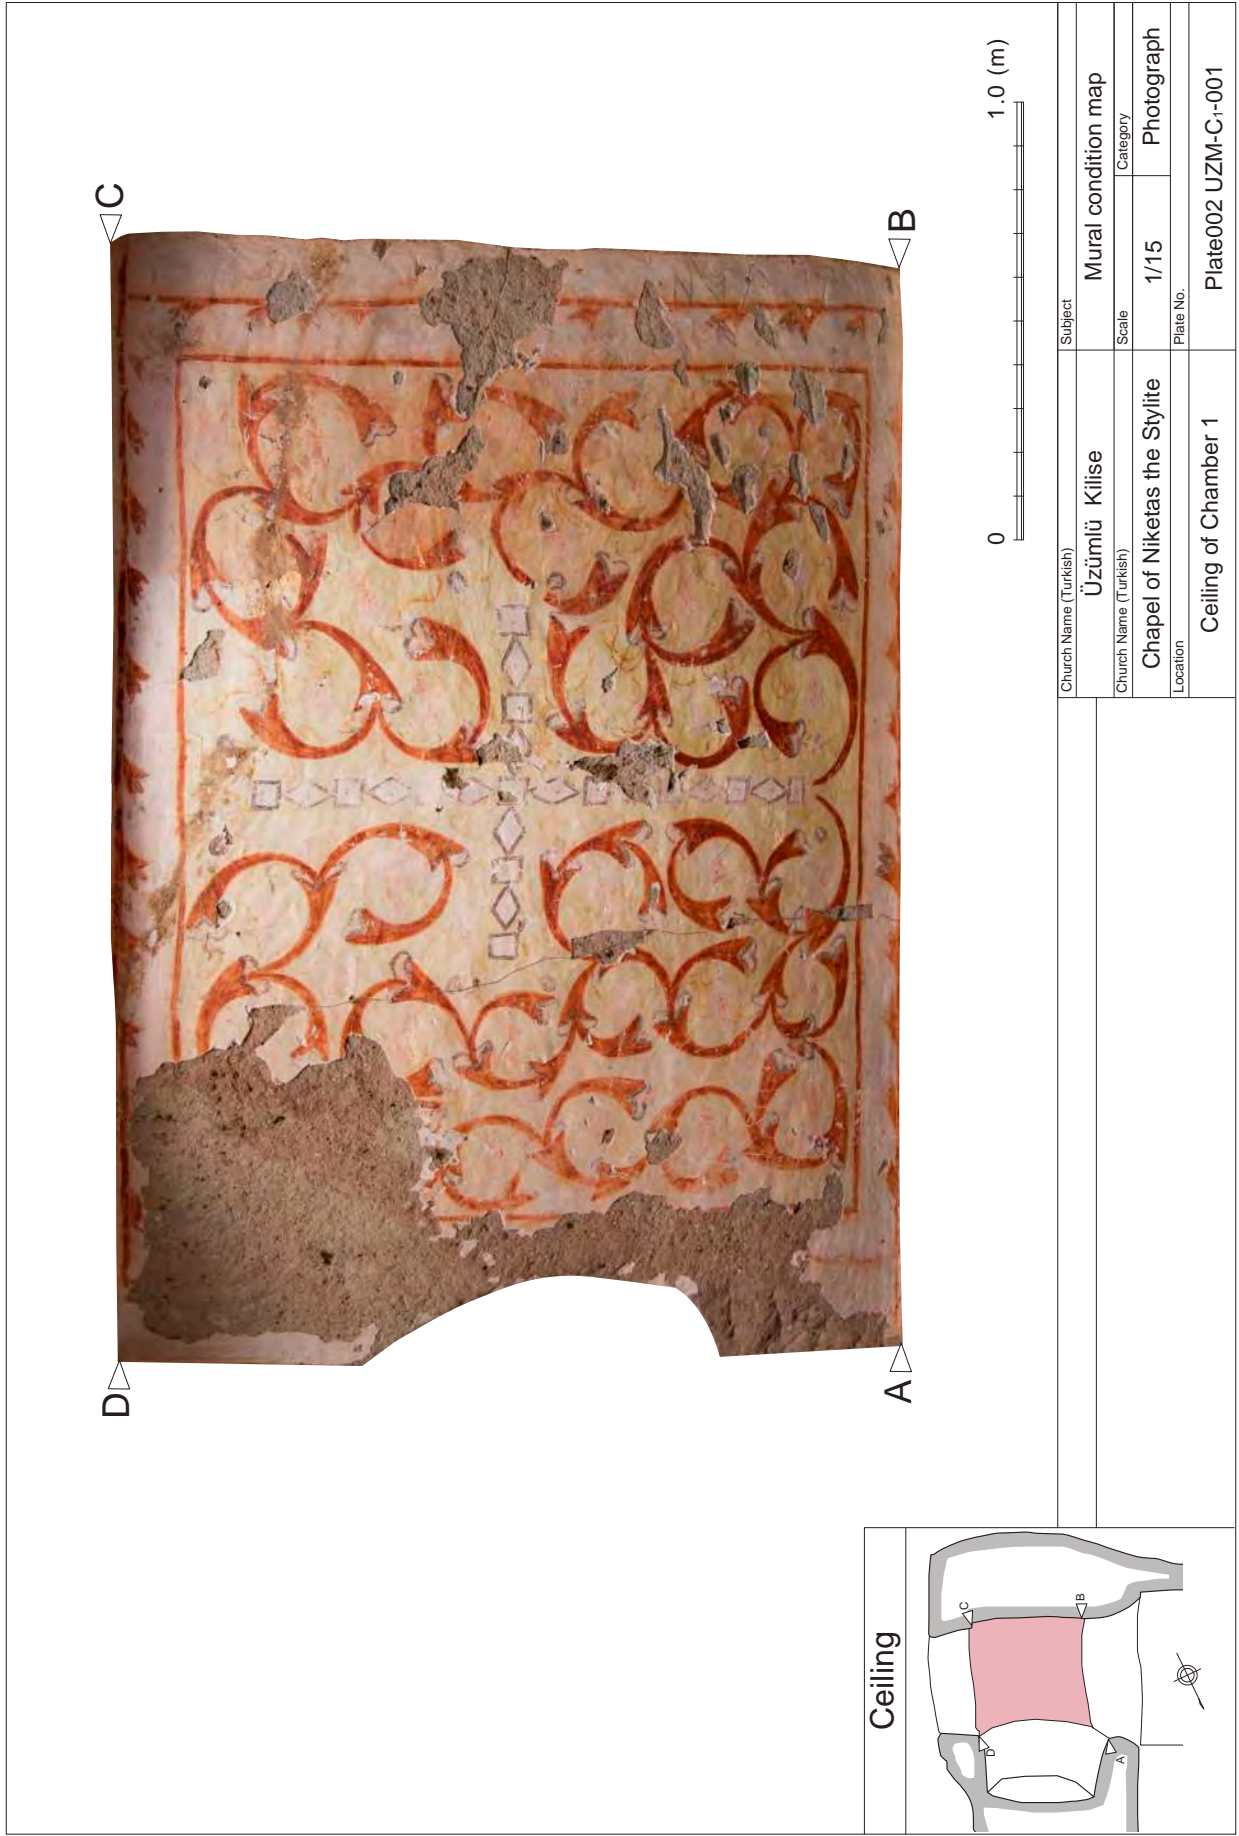 C
B
D
A
0
1.0 (m)
Ceiling
C
B
D
A
Church Name (Turkish)
Üzümlü Kilise
Subject
Mural condition map
Church Name (Turkish)
Chapel of Niketas the Stylite
Scale
1/15
Category
Photograph
Location
Ceiling of Chamber 1
Plate No.
Plate002 UZM-C₁-001